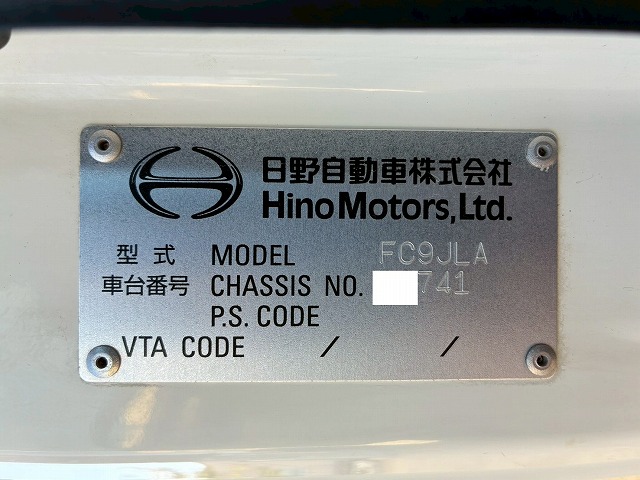 日野自動車株式会社
Hino Motors, Ltd.
型式 MODEL FC9JLA
車台番号 CHASSIS NO. 741
P.S. CODE
VTA CODE / /